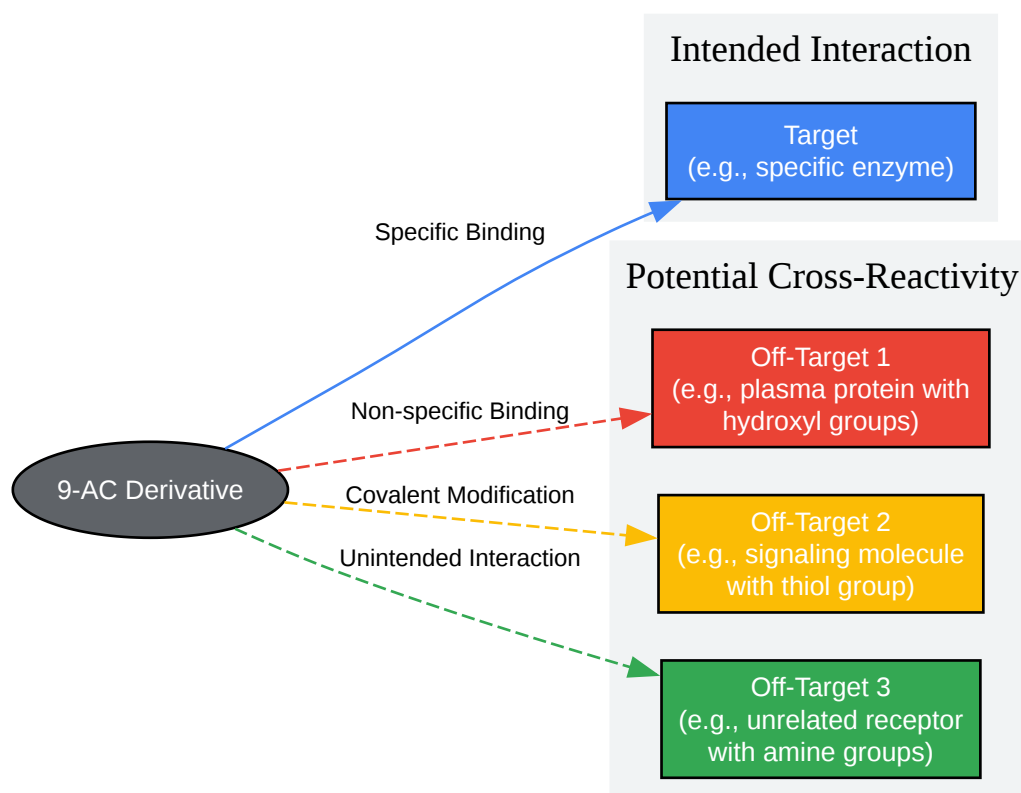 Intended Interaction
Target
(e.g., specific enzyme)
Specific Binding
Potential Cross-Reactivity
Off-Target 1
(e.g., plasma protein with
hydroxyl groups)
Non-specific Binding
9-AC Derivative
Covalent Modification
Off-Target 2
(e.g., signaling molecule
with thiol group)
Unintended Interaction
Off-Target 3
(e.g., unrelated receptor
with amine groups)